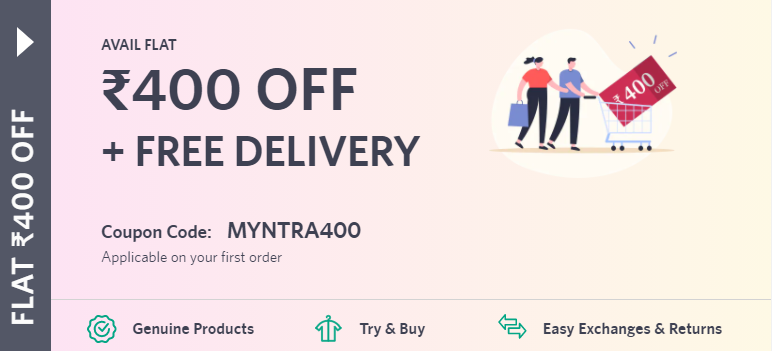 FLAT ₹400 OFF
AVAIL FLAT
₹400 OFF
+ FREE DELIVERY
₹400 OFF
Coupon Code: MYNTRA400
Applicable on your first order
Genuine Products
Try & Buy
Easy Exchanges & Returns